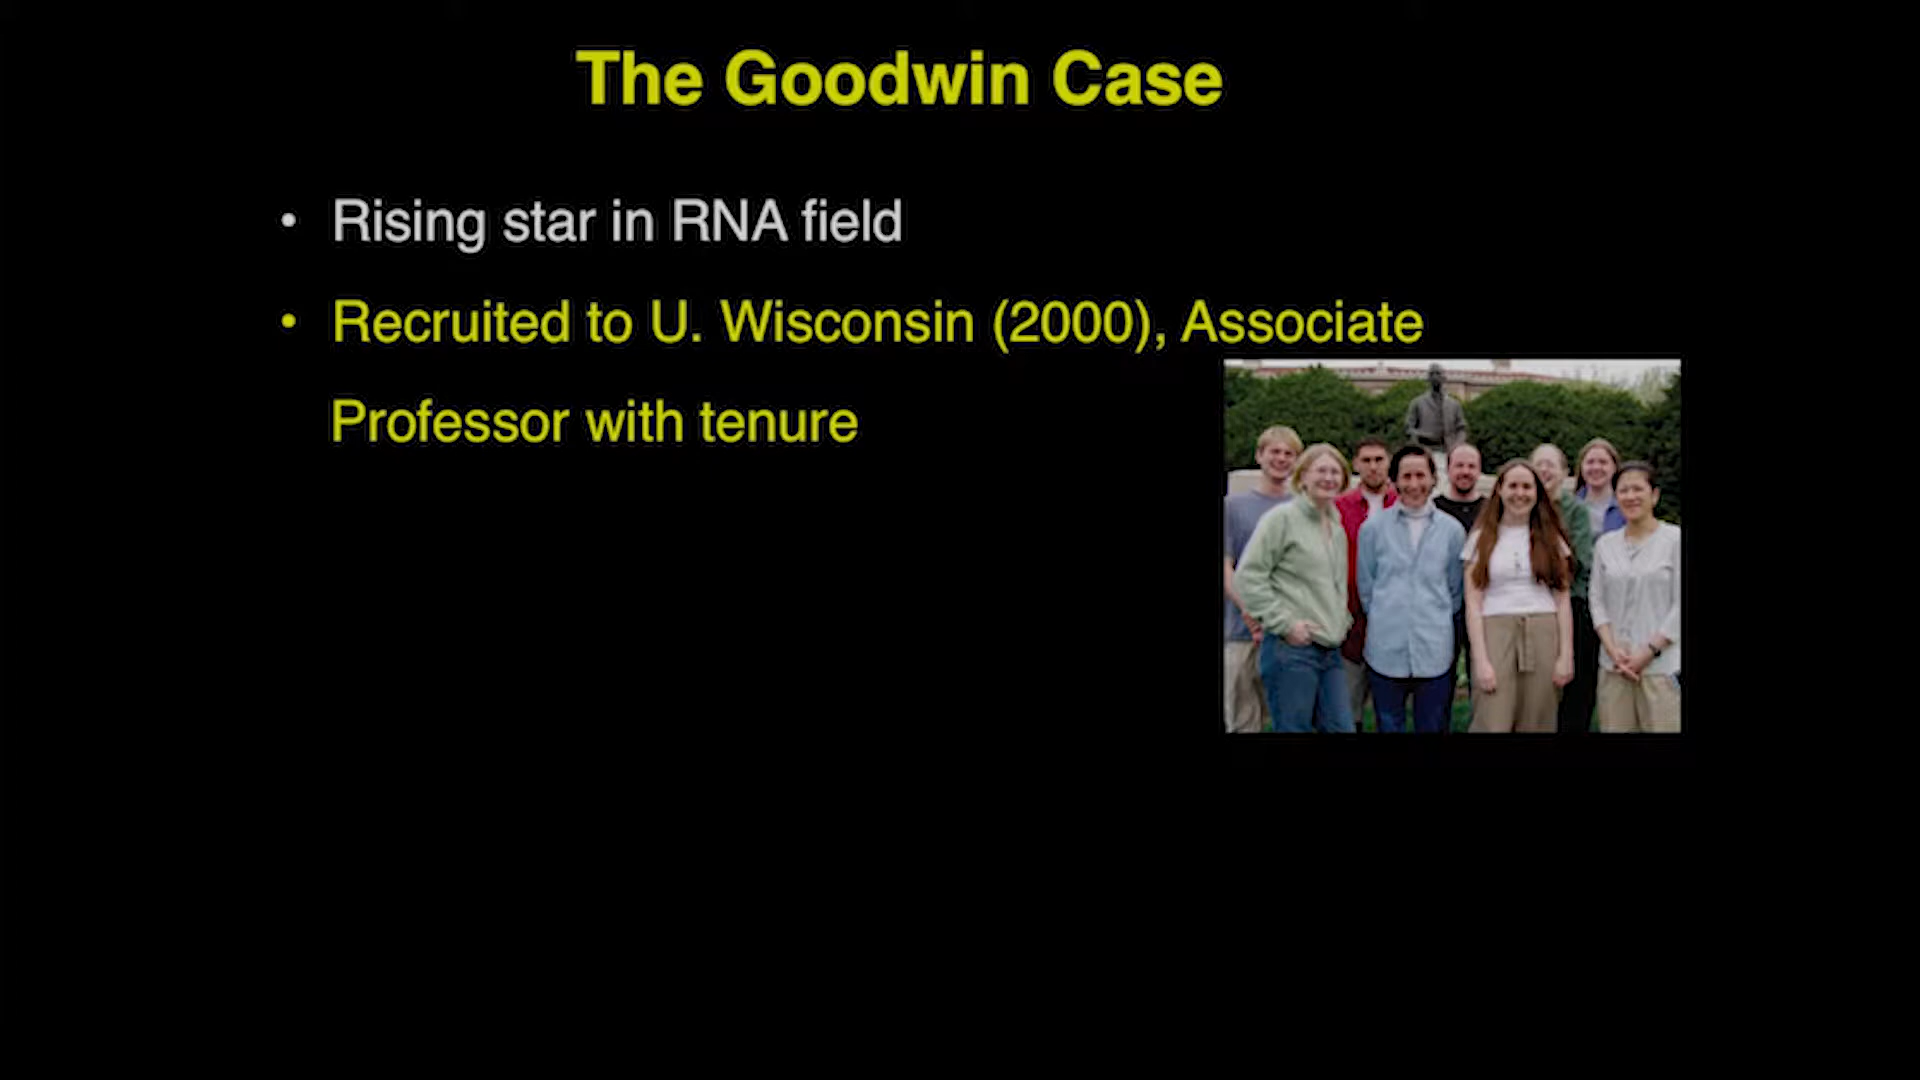 The Goodwin Case
• Rising star in RNA field
• Recruited to U. Wisconsin (2000), Associate
Professor with tenure